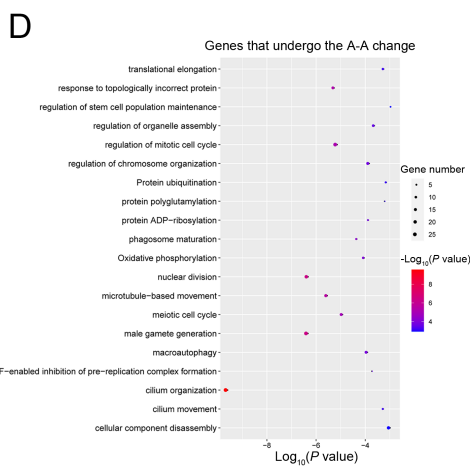 D
Genes that undergo the A-A change
translational elongation
response to topologically incorrect protein
regulation of stem cell population maintenance
regulation of organelle assembly
regulation of mitotic cell cycle
regulation of chromosome organization
Protein ubiquitination
protein polyglutamylation
protein ADP−ribosylation
phagosome maturation
Oxidative phosphorylation
nuclear division
microtubule−based movement
meiotic cell cycle
male gamete generation
macroautophagy
F−enabled inhibition of pre−replication complex formation
cilium organization
cilium movement
cellular component disassembly
−8
−6
−4
Log10(P value)
Gene number
5
10
15
20
25
-Log10(P value)
8
6
4